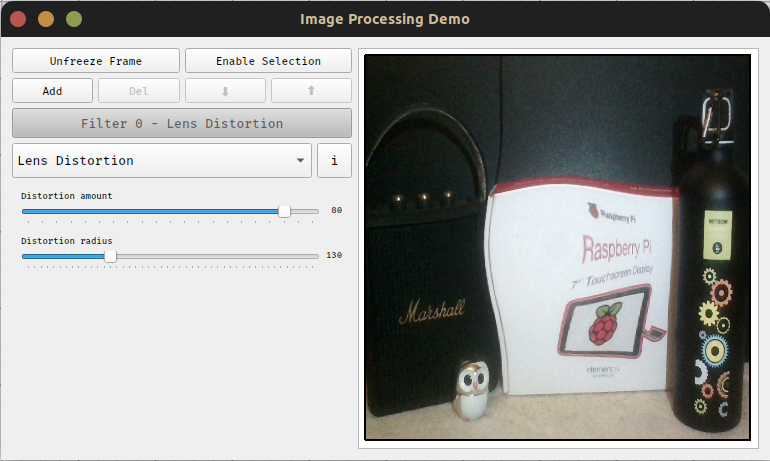 Image Processing Demo
Unfreeze Frame
Enable Selection
Add
Del
⬇
⬆
Filter 0 - Lens Distortion
Lens Distortion
i
Distortion amount
80
Distortion radius
130
Raspberry Pi
Raspberry Pi
7" Touchscreen Display
Marshall
element14